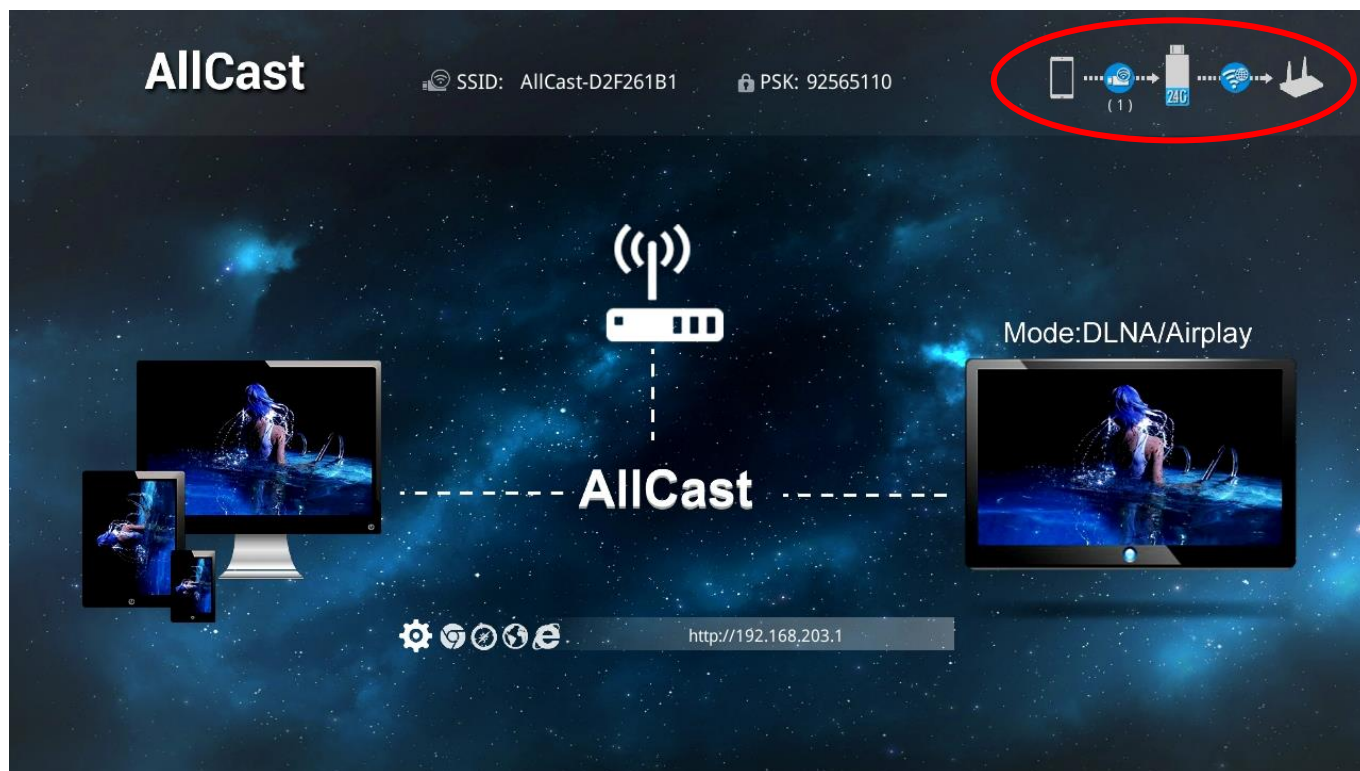 AllCast
SSID: AllCast-D2F261B1
PSK: 92565110
(1)
24G
Mode:DLNA/Airplay
AllCast
http://192.168.203.1